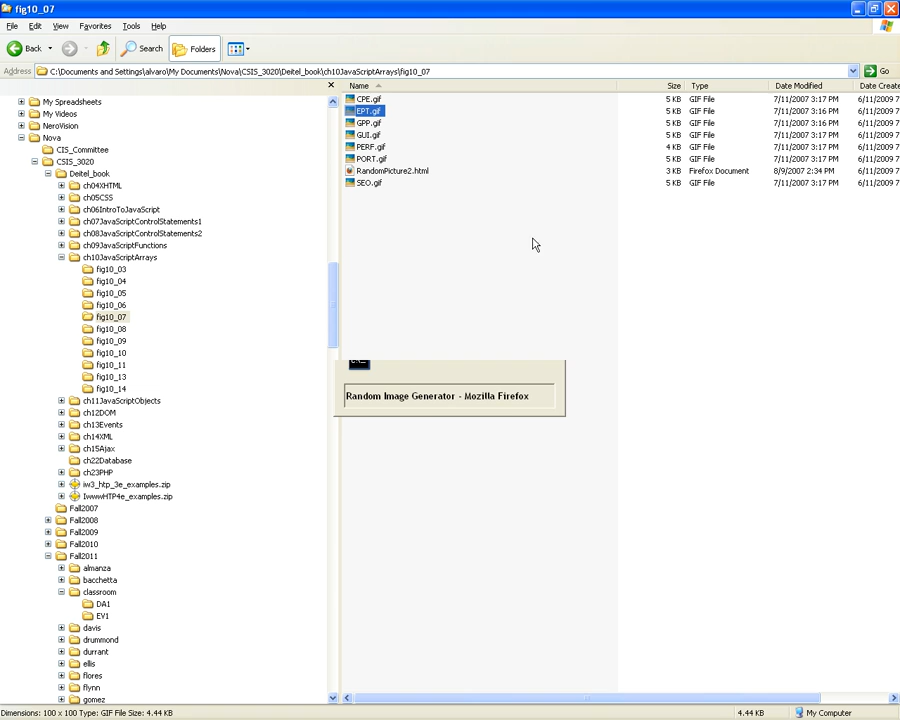 fig10_07
File Edit View Favorites Tools Help
Back Search Folders
Address C:\Documents and Settings\alvaro\My Documents\Nova\CSIS_3020\Deitel_book\ch10JavaScriptArrays\fig10_07 Go
Name Size Type Date Modified Date Create
My Spreadsheets
My Videos
NeroVision
Nova
CIS_Committee
CSIS_3020
Deitel_book
ch04XHTML
ch05CSS
ch06IntroToJavaScript
ch07JavaScriptControlStatements1
ch08JavaScriptControlStatements2
ch09JavaScriptFunctions
ch10JavaScriptArrays
fig10_03
fig10_04
fig10_05
fig10_06
fig10_07
fig10_08
fig10_09
fig10_10
fig10_11
fig10_13
fig10_14
ch11JavaScriptObjects
ch12DOM
ch13Events
ch14XML
ch15Ajax
ch22Database
ch23PHP
iw3_htp_3e_examples.zip
IwwwHTP4e_examples.zip
Fall2007
Fall2008
Fall2009
Fall2010
Fall2011
almanza
bacchetta
classroom
DA1
EV1
davis
drummond
durrant
ellis
flores
flynn
gomez
CPE.gif 5 KB GIF File 7/11/2007 3:17 PM 6/11/2009 7
EPT.gif 5 KB GIF File 7/11/2007 3:16 PM 6/11/2009 7
GPP.gif 5 KB GIF File 7/11/2007 3:16 PM 6/11/2009 7
GUI.gif 5 KB GIF File 7/11/2007 3:17 PM 6/11/2009 7
PERF.gif 4 KB GIF File 7/11/2007 3:17 PM 6/11/2009 7
PORT.gif 5 KB GIF File 7/11/2007 3:17 PM 6/11/2009 7
RandomPicture2.html 3 KB Firefox Document 8/9/2007 2:34 PM 6/11/2009 7
SEO.gif 5 KB GIF File 7/11/2007 3:17 PM 6/11/2009 7
Random Image Generator - Mozilla Firefox
Dimensions: 100 x 100 Type: GIF File Size: 4.44 KB 4.44 KB My Computer